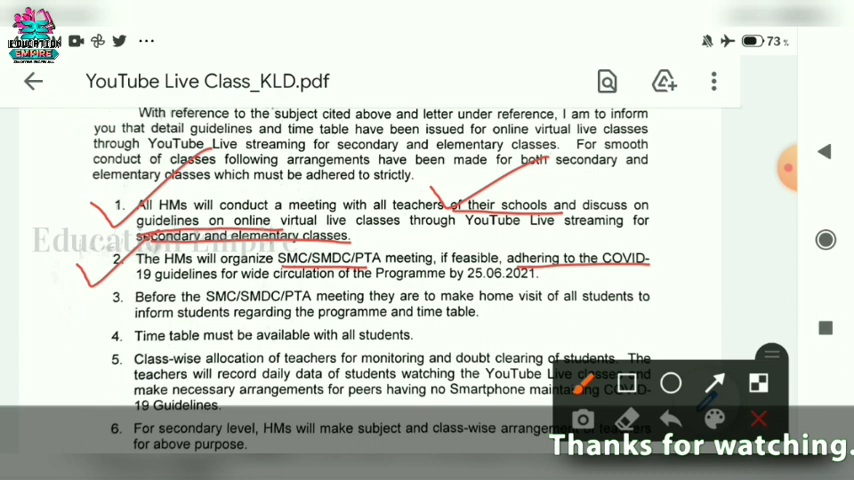 EDUCATION
EMPIRE
73 %
YouTube Live Class_KLD.pdf
With reference to the subject cited above and letter under reference, I am to inform
you that detail guidelines and time table have been issued for online virtual live classes
through YouTube Live streaming for secondary and elementary classes. For smooth
conduct of classes following arrangements have been made for both secondary and
elementary classes which must be adhered to strictly.
1. All HMs will conduct a meeting with all teachers of their schools and discuss on
guidelines on online virtual live classes through YouTube Live streaming for
secondary and elementary classes.
Education Empire
2. The HMs will organize SMC/SMDC/PTA meeting, if feasible, adhering to the COVID-
19 guidelines for wide circulation of the Programme by 25.06.2021.
3. Before the SMC/SMDC/PTA meeting they are to make home visit of all students to
inform students regarding the programme and time table.
4. Time table must be available with all students.
5. Class-wise allocation of teachers for monitoring and doubt clearing of students. The
teachers will record daily data of students watching the YouTube Live classes and
make necessary arrangements for peers having no Smartphone maintaining COVID-
19 Guidelines.
6. For secondary level, HMs will make subject and class-wise arrangement of teachers
for above purpose.
Thanks for watching.